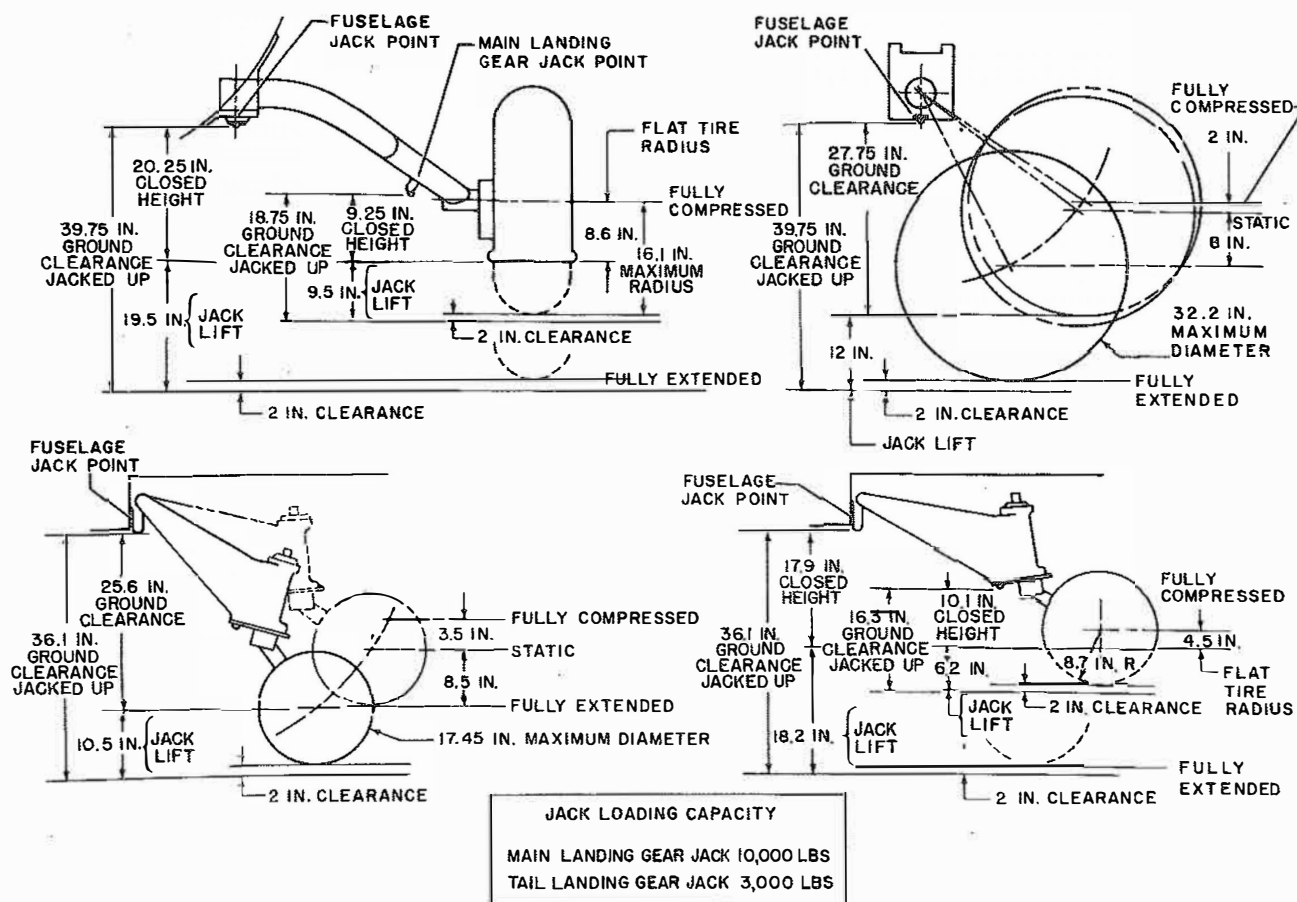 FUSELAGE
JACK POINT
MAIN LANDING
GEAR JACK POINT
FLAT TIRE
RADIUS
20.25 IN.
CLOSED
HEIGHT
FULLY
COMPRESSED
18.75 IN.
GROUND
CLEARANCE
JACKED UP
9.25 IN.
CLOSED
HEIGHT
8.6 IN.
16.1 IN.
MAXIMUM
RADIUS
39.75 IN.
GROUND
CLEARANCE
JACKED UP
9.5 IN.
JACK
LIFT
19.5 IN.
JACK
LIFT
2 IN. CLEARANCE
FULLY EXTENDED
2 IN. CLEARANCE
FUSELAGE
JACK POINT
FULLY
COMPRESSED
2 IN.
27.75 IN.
GROUND
CLEARANCE
STATIC
8 IN.
39.75 IN.
GROUND
CLEARANCE
JACKED UP
32.2 IN.
MAXIMUM
DIAMETER
12 IN.
FULLY
EXTENDED
2 IN. CLEARANCE
JACK LIFT
FUSELAGE
JACK POINT
25.6 IN.
GROUND
CLEARANCE
FULLY COMPRESSED
3.5 IN.
STATIC
36.1 IN.
GROUND
CLEARANCE
JACKED UP
8.5 IN.
FULLY EXTENDED
10.5 IN.
JACK
LIFT
17.45 IN. MAXIMUM DIAMETER
2 IN. CLEARANCE
FUSELAGE
JACK POINT
17.9 IN.
CLOSED
HEIGHT
10.1 IN.
CLOSED
HEIGHT
FULLY
COMPRESSED
16.3 IN.
GROUND
CLEARANCE
JACKED UP
4.5 IN.
36.1 IN.
GROUND
CLEARANCE
JACKED UP
6.2 IN.
8.7 IN. R.
FLAT
TIRE
RADIUS
JACK
LIFT
2 IN. CLEARANCE
18.2 IN.
JACK
LIFT
FULLY
EXTENDED
2 IN. CLEARANCE
JACK LOADING CAPACITY
MAIN LANDING GEAR JACK 10,000 LBS
TAIL LANDING GEAR JACK 3,000 LBS